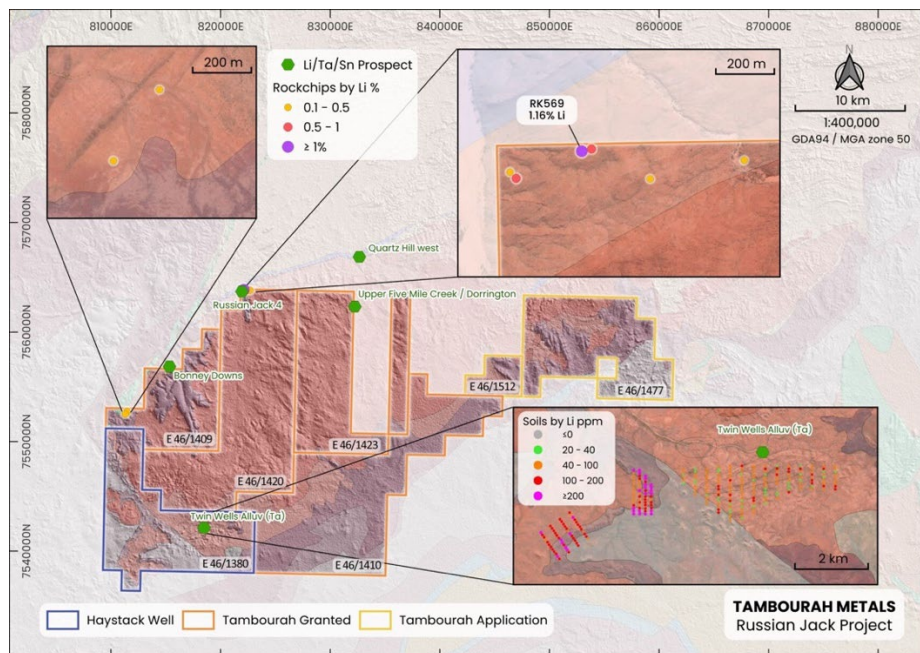 810000E
820000E
830000E
840000E
850000E
860000E
870000E
880000E
7580000N
7570000N
7560000N
7550000N
7540000N
200 m
Li/Ta/Sn Prospect
Rockchips by Li %
0.1 - 0.5
0.5 - 1
≥ 1%
200 m
RK569
1.16% Li
N
10 km
1:400,000
GDA94 / MGA zone 50
Quartz Hill west
Russian Jack 4
Upper Five Mile Creek / Dorrington
Bonney Downs
E 46/1512
E 46/1477
E 46/1409
E 46/1423
E 46/1420
Twin Wells Alluv (Ta)
E 46/1380
E 46/1410
Soils by Li ppm
≤0
20 - 40
40 - 100
100 - 200
≥200
Twin Wells Alluv (Ta)
2 km
Haystack Well
Tambourah Granted
Tambourah Application
TAMBOURAH METALS
Russian Jack Project